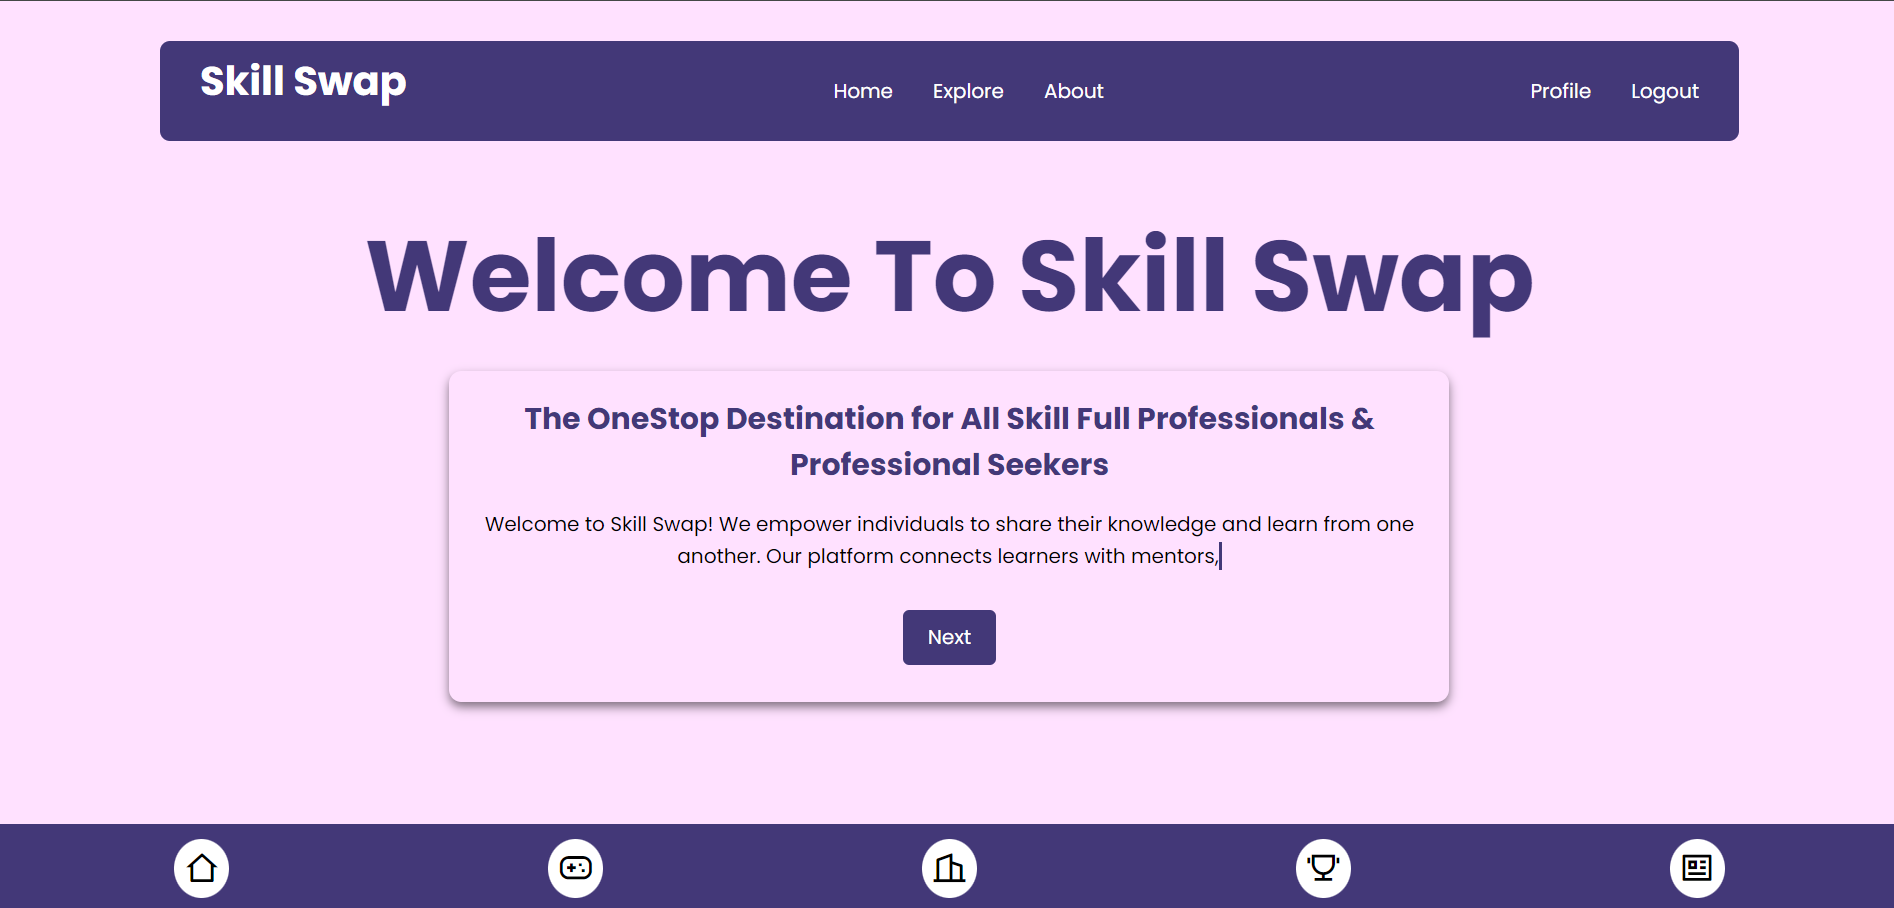 Skill Swap
Home Explore About
Profile Logout
Welcome To Skill Swap
The OneStop Destination for All Skill Full Professionals &
Professional Seekers
Welcome to Skill Swap! We empower individuals to share their knowledge and learn from one
another. Our platform connects learners with mentors,
Next